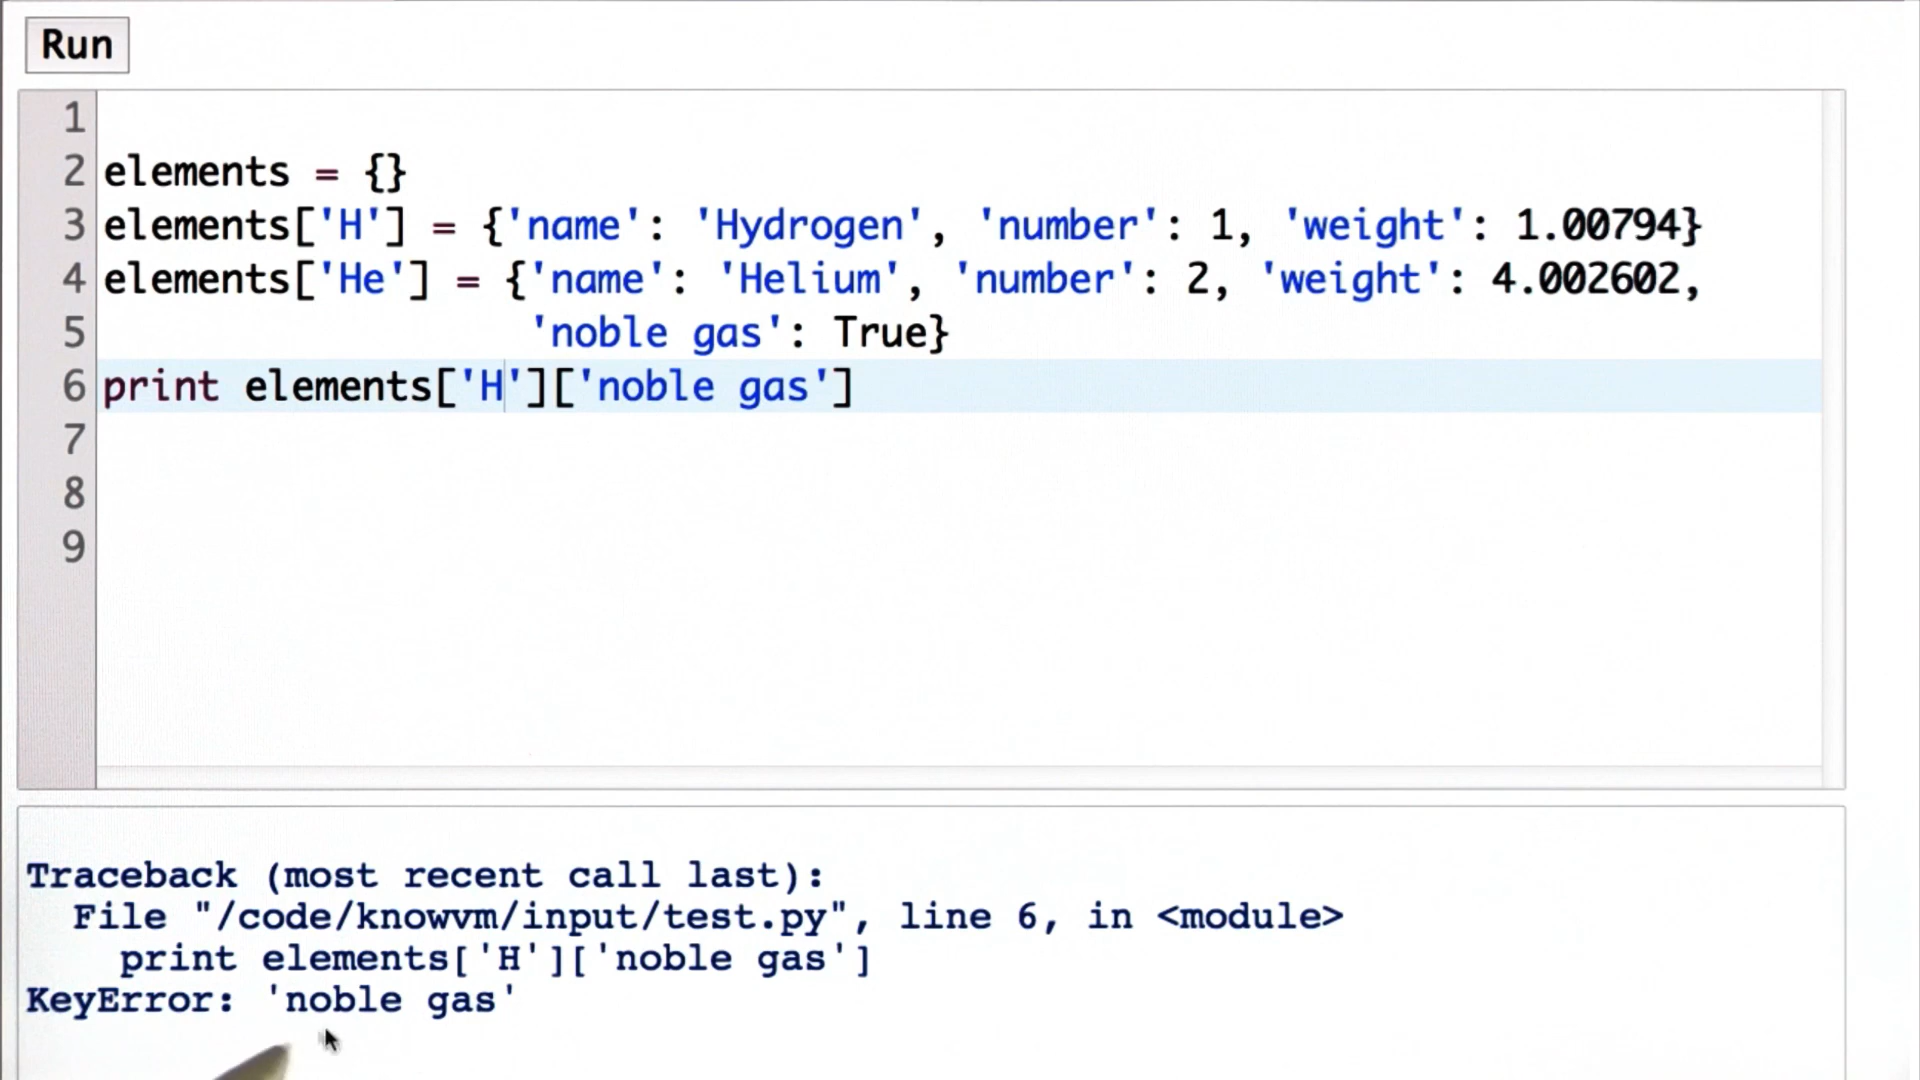 Run
1
2 elements = {}
3 elements['H'] = {'name': 'Hydrogen', 'number': 1, 'weight': 1.00794}
4 elements['He'] = {'name': 'Helium', 'number': 2, 'weight': 4.002602,
5 'noble gas': True}
6 print elements['H']['noble gas']
7
8
9
Traceback (most recent call last):
File "/code/knowvm/input/test.py", line 6, in <module>
print elements['H']['noble gas']
KeyError: 'noble gas'